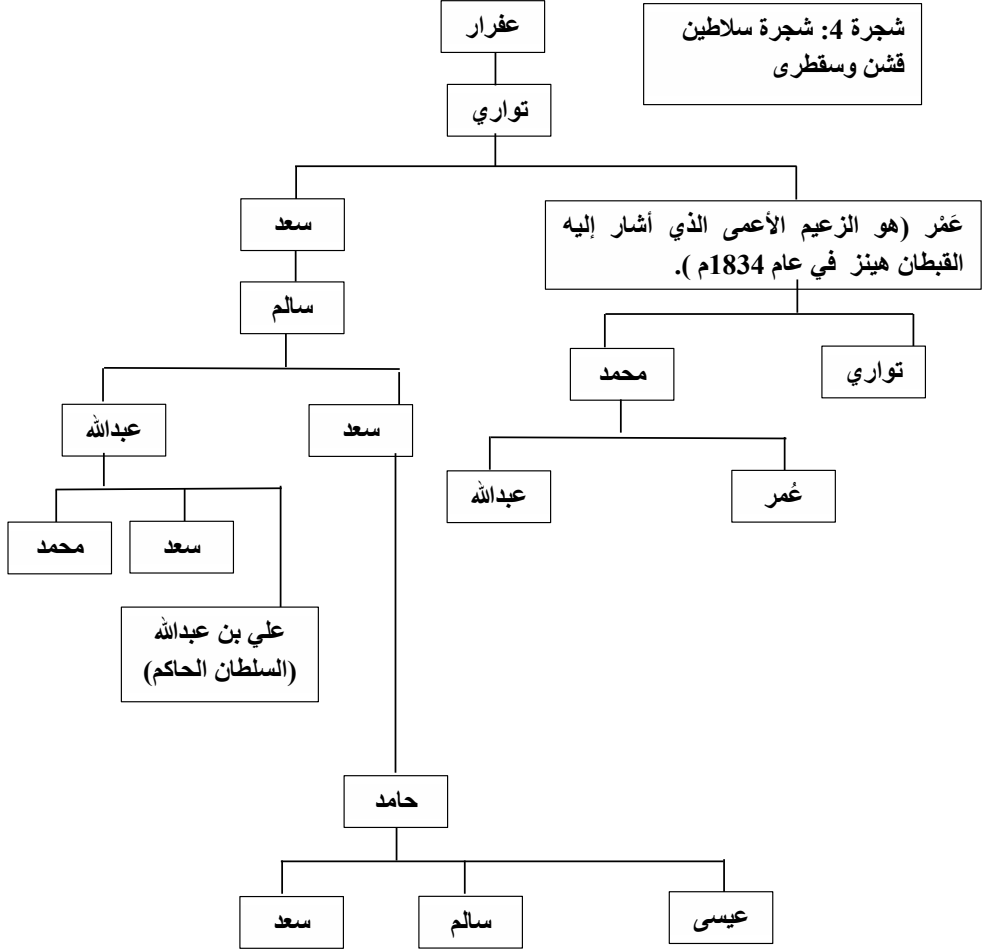 شجرة 4: شجرة سلاطين
قشن وسقطرى
عفرار
تواري
عَمْر (هو الزعيم الأعمى الذي أشار إليه
القبطان هينز في عام 1834م ).
سعد
سالم
تواري
محمد
سعد
عبدالله
عُمر
عبدالله
سعد
محمد
علي بن عبدالله
(السلطان الحاكم)
حامد
عيسى
سالم
سعد